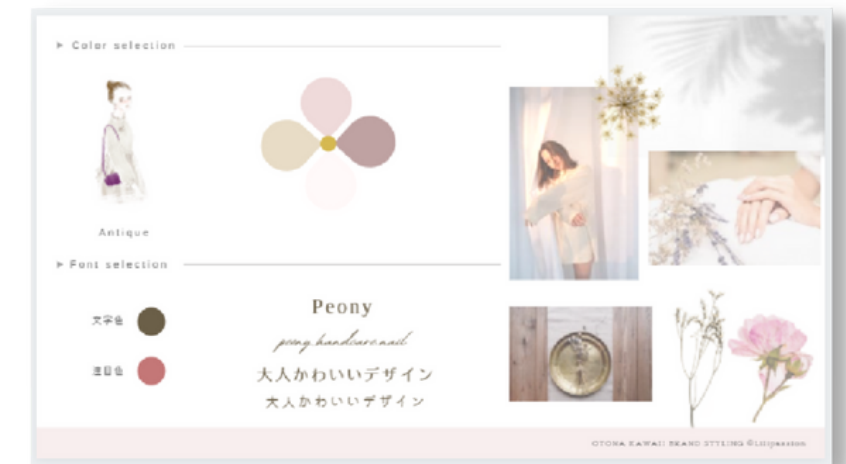 ▶ Color selection
Antique
▶ Font selection
文字色
注目色
Peony
peony handcare nail
大人かわいいデザイン
大人かわいいデザイン
OTONA KAWAII BRAND STYLING ©Lilipassion